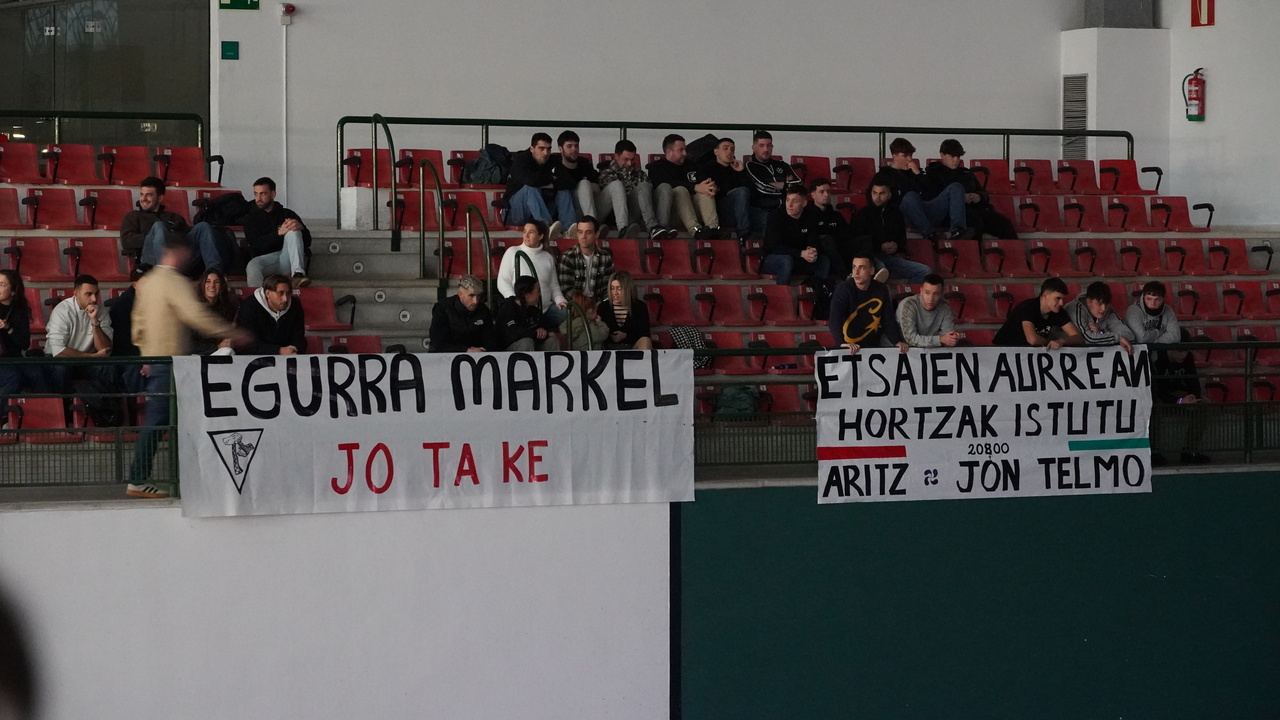 EGURRA MARKEL
JO TA KE
ETSAIEN AURREAN
HORTZAK ISTUTU
20800
ARITZ JON TELMO